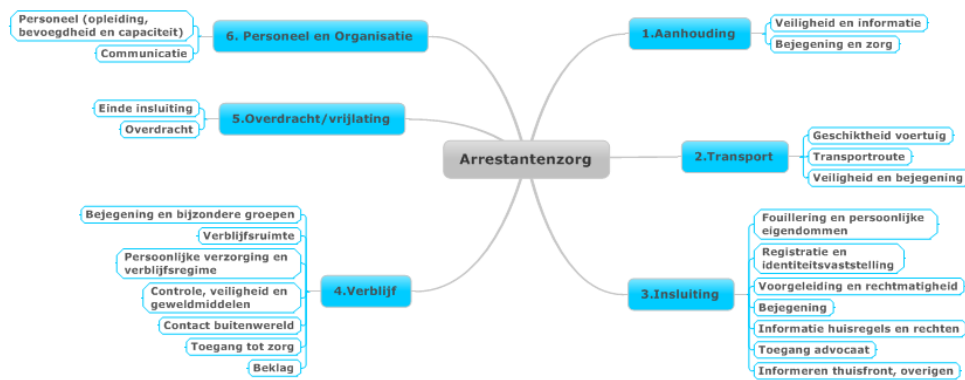 Arrestantenzorg
1.Aanhouding
Veiligheid en informatie
Bejegening en zorg
2.Transport
Geschiktheid voertuig
Transportroute
Veiligheid en bejegening
3.Insluiting
Fouillering en persoonlijke
eigendommen
Registratie en
identiteitsvaststelling
Voorgeleiding en rechtmatigheid
Bejegening
Informatie huisregels en rechten
Toegang advocaat
Informeren thuisfront, overigen
4.Verblijf
Bejegening en bijzondere groepen
Verblijfsruimte
Persoonlijke verzorging en
verblijfsregime
Controle, veiligheid en
geweldmiddelen
Contact buitenwereld
Toegang tot zorg
Beklag
5.Overdracht/vrijlating
Einde insluiting
Overdracht
6. Personeel en Organisatie
Personeel (opleiding,
bevoegdheid en capaciteit)
Communicatie